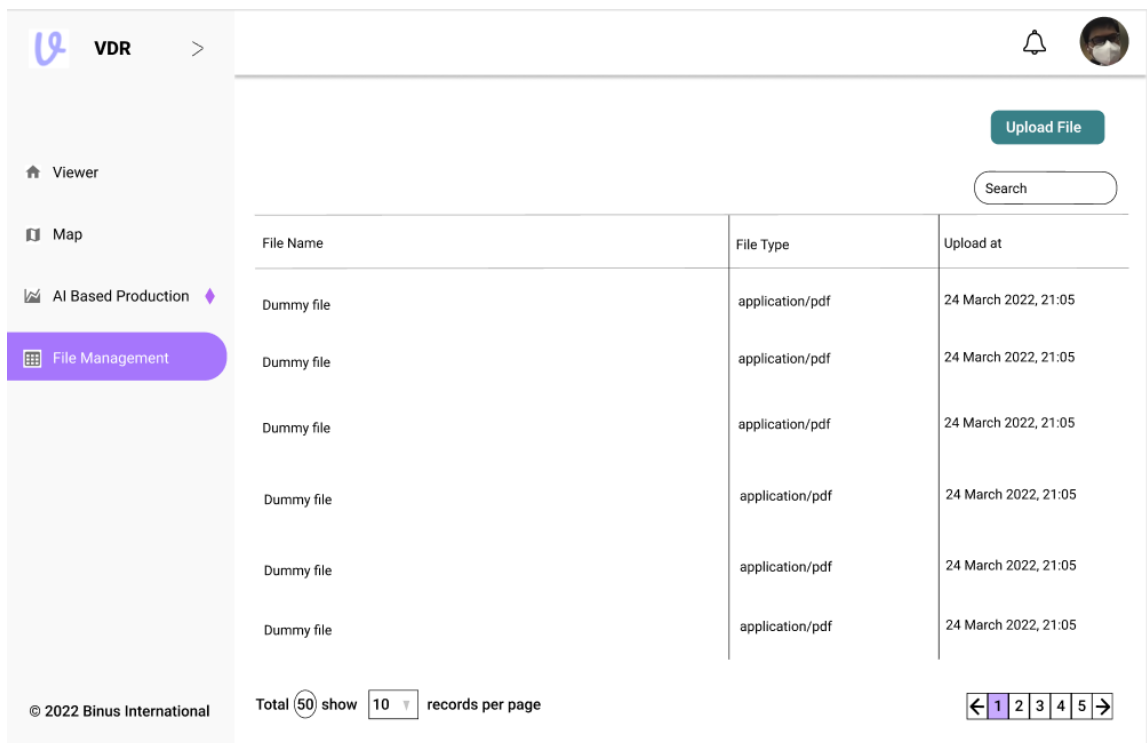 VDR >
Upload File
Search
Viewer
Map
AI Based Production
File Management
File Name File Type Upload at
Dummy file application/pdf 24 March 2022, 21:05
Dummy file application/pdf 24 March 2022, 21:05
Dummy file application/pdf 24 March 2022, 21:05
Dummy file application/pdf 24 March 2022, 21:05
Dummy file application/pdf 24 March 2022, 21:05
Dummy file application/pdf 24 March 2022, 21:05
Total 50 show 10 records per page
← 1 2 3 4 5 →
© 2022 Binus International